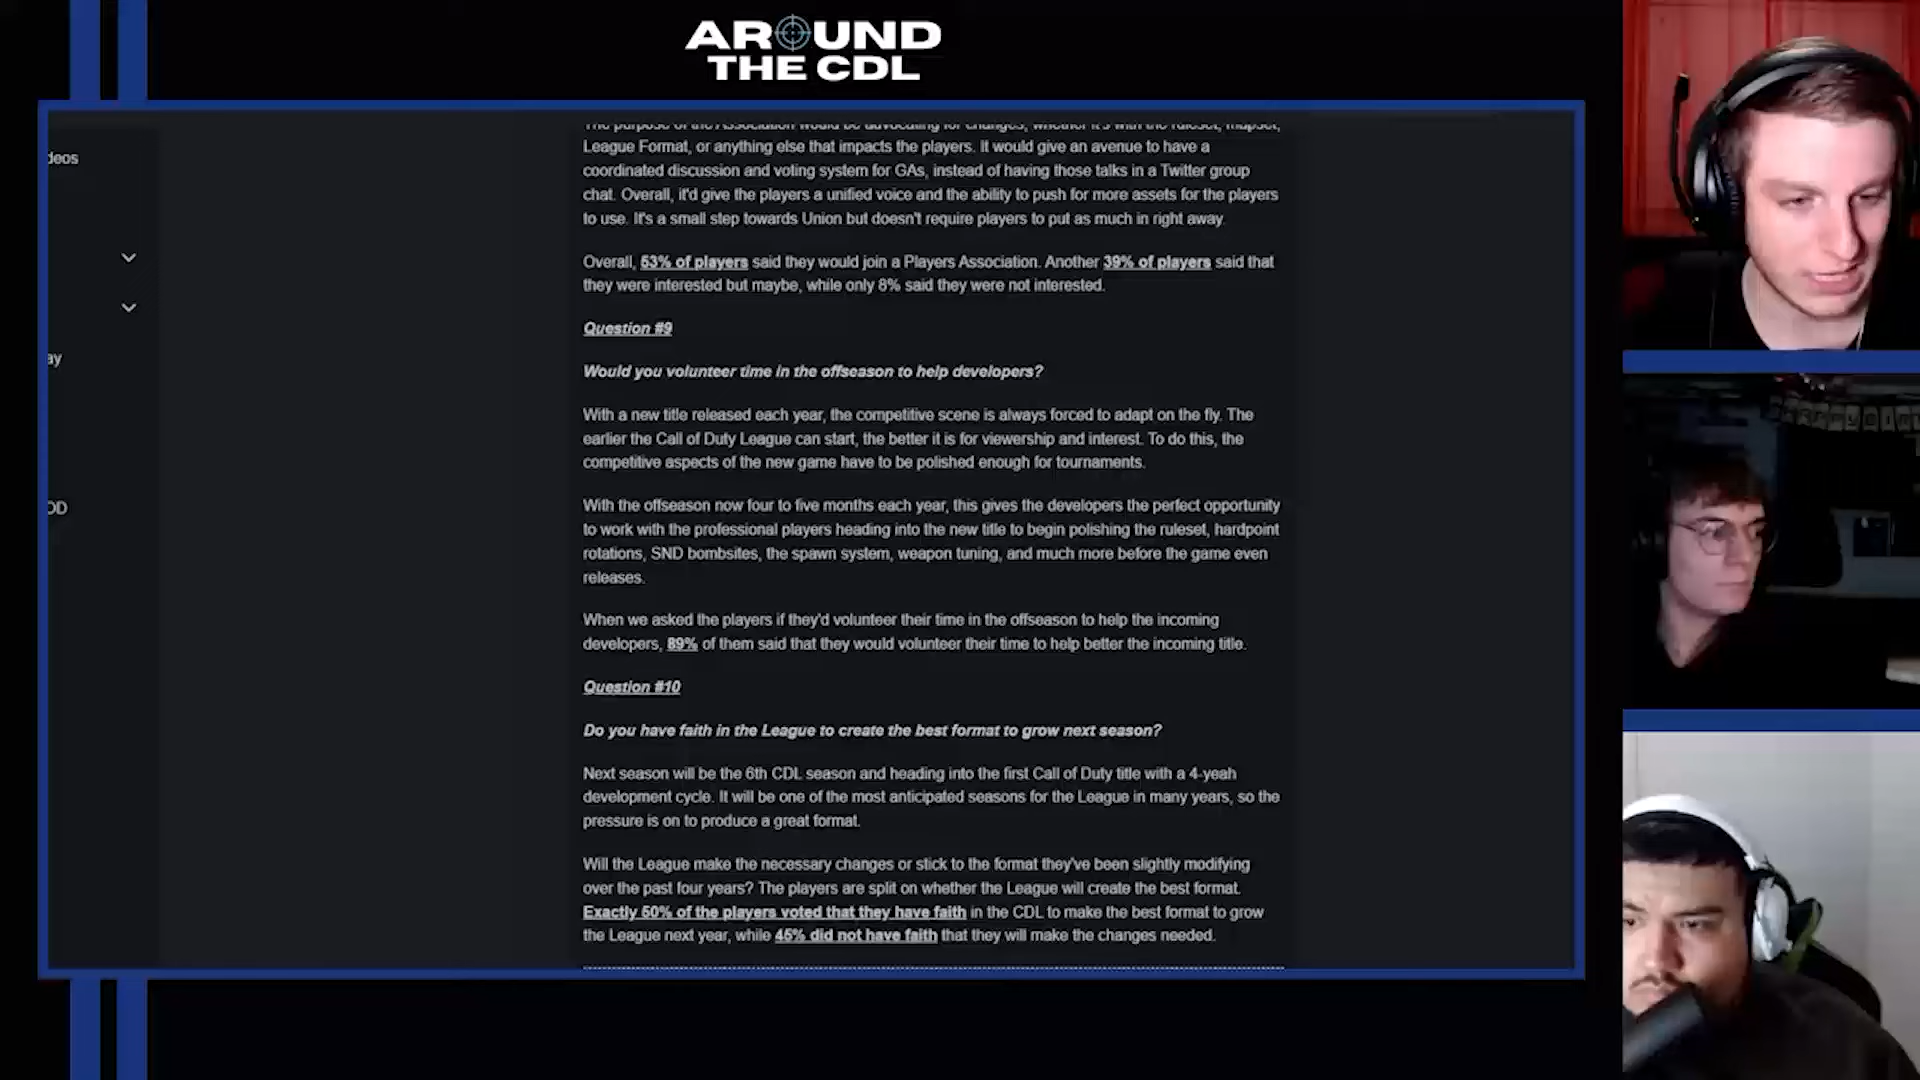 AROUND
THE CDL
deos
ay
OD
The purpose of the Association would be advocating for changes, whether it's with the ruleset, mapset,
League Format, or anything else that impacts the players. It would give an avenue to have a
coordinated discussion and voting system for GAs, instead of having those talks in a Twitter group
chat. Overall, it'd give the players a unified voice and the ability to push for more assets for the players
to use. It's a small step towards Union but doesn't require players to put as much in right away.
Overall, 53% of players said they would join a Players Association. Another 39% of players said that
they were interested but maybe, while only 8% said they were not interested.
Question #9
Would you volunteer time in the offseason to help developers?
With a new title released each year, the competitive scene is always forced to adapt on the fly. The
earlier the Call of Duty League can start, the better it is for viewership and interest. To do this, the
competitive aspects of the new game have to be polished enough for tournaments.
With the offseason now four to five months each year, this gives the developers the perfect opportunity
to work with the professional players heading into the new title to begin polishing the ruleset, hardpoint
rotations, SND bombsites, the spawn system, weapon tuning, and much more before the game even
releases.
When we asked the players if they'd volunteer their time in the offseason to help the incoming
developers, 89% of them said that they would volunteer their time to help better the incoming title.
Question #10
Do you have faith in the League to create the best format to grow next season?
Next season will be the 6th CDL season and heading into the first Call of Duty title with a 4-yeah
development cycle. It will be one of the most anticipated seasons for the League in many years, so the
pressure is on to produce a great format.
Will the League make the necessary changes or stick to the format they've been slightly modifying
over the past four years? The players are split on whether the League will create the best format.
Exactly 50% of the players voted that they have faith in the CDL to make the best format to grow
the League next year, while 45% did not have faith that they will make the changes needed.